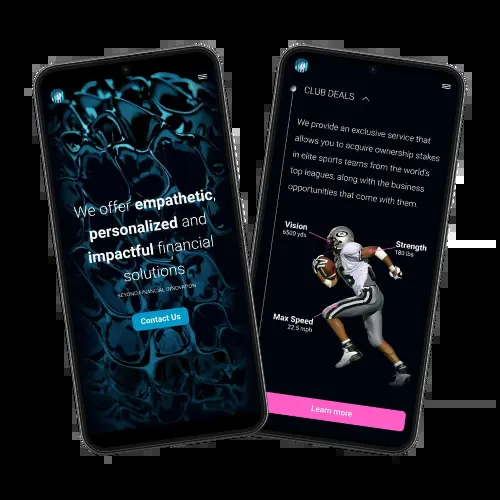 We offer empathetic,
personalized and
impactful financial
solutions
BEYOND FINANCIAL INNOVATION
Contact Us
CLUB DEALS
We provide an exclusive service that
allows you to acquire ownership stakes
in elite sports teams from the world's
top leagues, along with the business
opportunities that come with them.
Vision
6500 yds
Strength
180 lbs
Max Speed
22.5 mph
Learn more